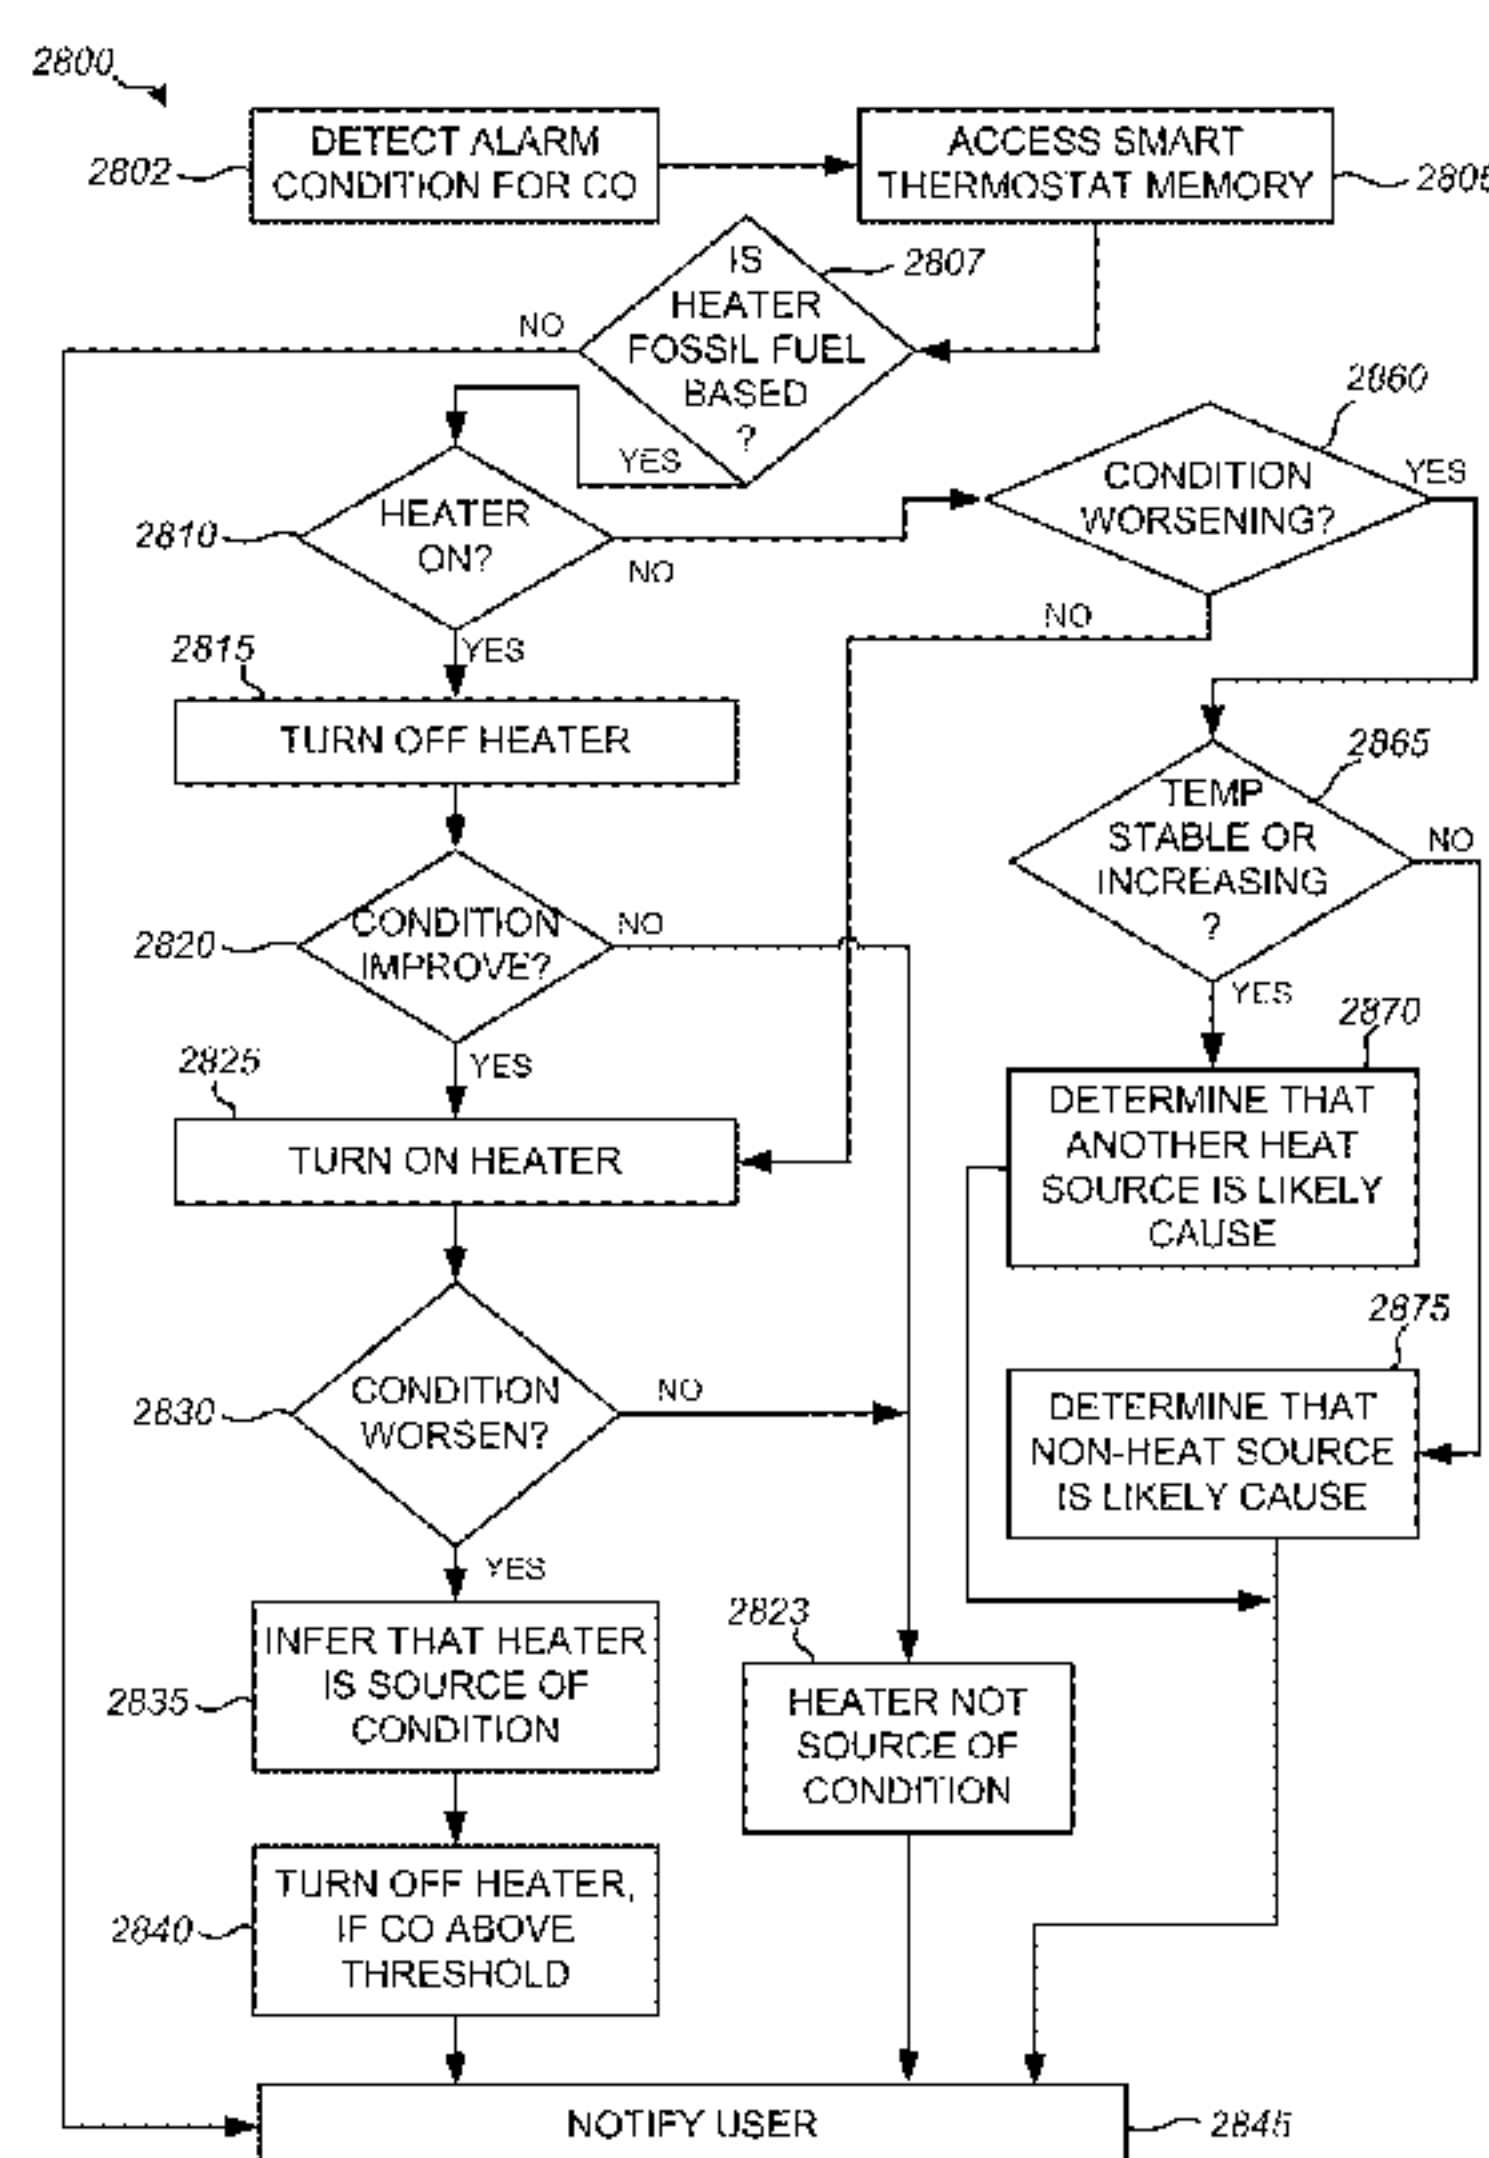 2800
DETECT ALARM
CONDITION FOR CO
2802
ACCESS SMART
THERMOSTAT MEMORY
IS
HEATER
FOSSIL FUEL
BASED
?
2807
NO
YES
HEATER
ON?
2810
NO
YES
CONDITION
WORSENING?
2860
YES
NO
2815
TURN OFF HEATER
TEMP
STABLE OR
INCREASING
?
2865
NO
YES
CONDITION
IMPROVE?
2820
NO
YES
2825
TURN ON HEATER
2870
DETERMINE THAT
ANOTHER HEAT
SOURCE IS LIKELY
CAUSE
2875
DETERMINE THAT
NON-HEAT SOURCE
IS LIKELY CAUSE
CONDITION
WORSEN?
2830
NO
YES
INFER THAT HEATER
IS SOURCE OF
CONDITION
2835
2823
HEATER NOT
SOURCE OF
CONDITION
TURN OFF HEATER,
IF CO ABOVE
THRESHOLD
2840
NOTIFY USER
2845